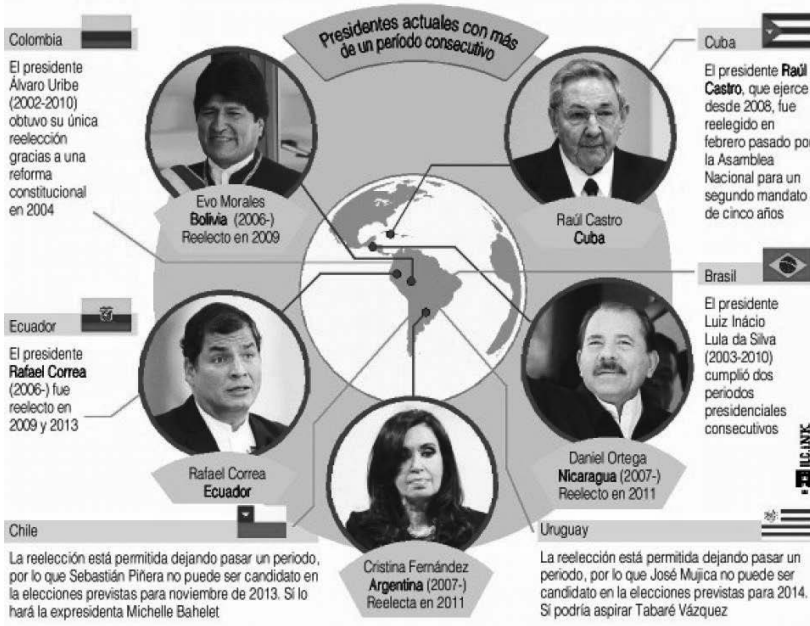 Presidentes actuales con más
de un período consecutivo
Colombia
El presidente
Álvaro Uribe
(2002-2010)
obtuvo su única
reelección
gracias a una
reforma
constitucional
en 2004
Evo Morales
Bolivia (2006-)
Reelecto en 2009
Raúl Castro
Cuba
Cuba
El presidente Raúl
Castro, que ejerce
desde 2008, fue
reelegido en
febrero pasado por
la Asamblea
Nacional para un
segundo mandato
de cinco años
Ecuador
El presidente
Rafael Correa
(2006-) fue
reelecto en
2009 y 2013
Rafael Correa
Ecuador
Cristina Fernández
Argentina (2007-)
Reelecta en 2011
Daniel Ortega
Nicaragua (2007-)
Reelecto en 2011
Brasil
El presidente
Luiz Inácio
Lula da Silva
(2003-2010)
cumplió dos
periodos
presidenciales
consecutivos
Chile
La reelección está permitida dejando pasar un periodo,
por lo que Sebastián Piñera no puede ser candidato en
la elecciones previstas para noviembre de 2013. Sí lo
hará la expresidenta Michelle Bahelet
Uruguay
La reelección está permitida dejando pasar un
periodo, por lo que José Mujica no puede ser
candidato en la elecciones previstas para 2014.
Sí podría aspirar Tabaré Vázquez